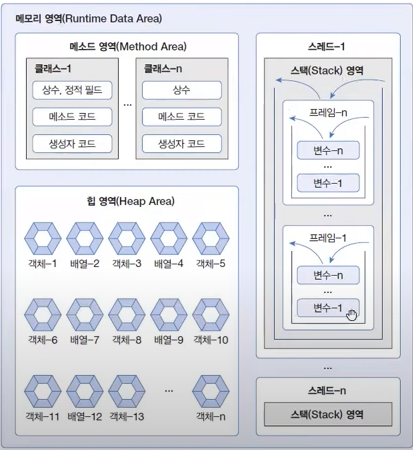 메모리 영역(Runtime Data Area)
메소드 영역(Method Area)
클래스-1
상수, 정적 필드
메소드 코드
생성자 코드
...
클래스-n
상수
메소드 코드
생성자 코드
힙 영역(Heap Area)
객체-1 배열-2 객체-3 배열-4 객체-5
객체-6 배열-7 객체-8 배열-9 객체-10
...
객체-11 배열-12 객체-13 객체-n
스레드-1
스택(Stack) 영역
프레임-n
변수-n
...
변수-1
...
프레임-1
변수-n
...
변수-1
...
스레드-n
스택(Stack) 영역